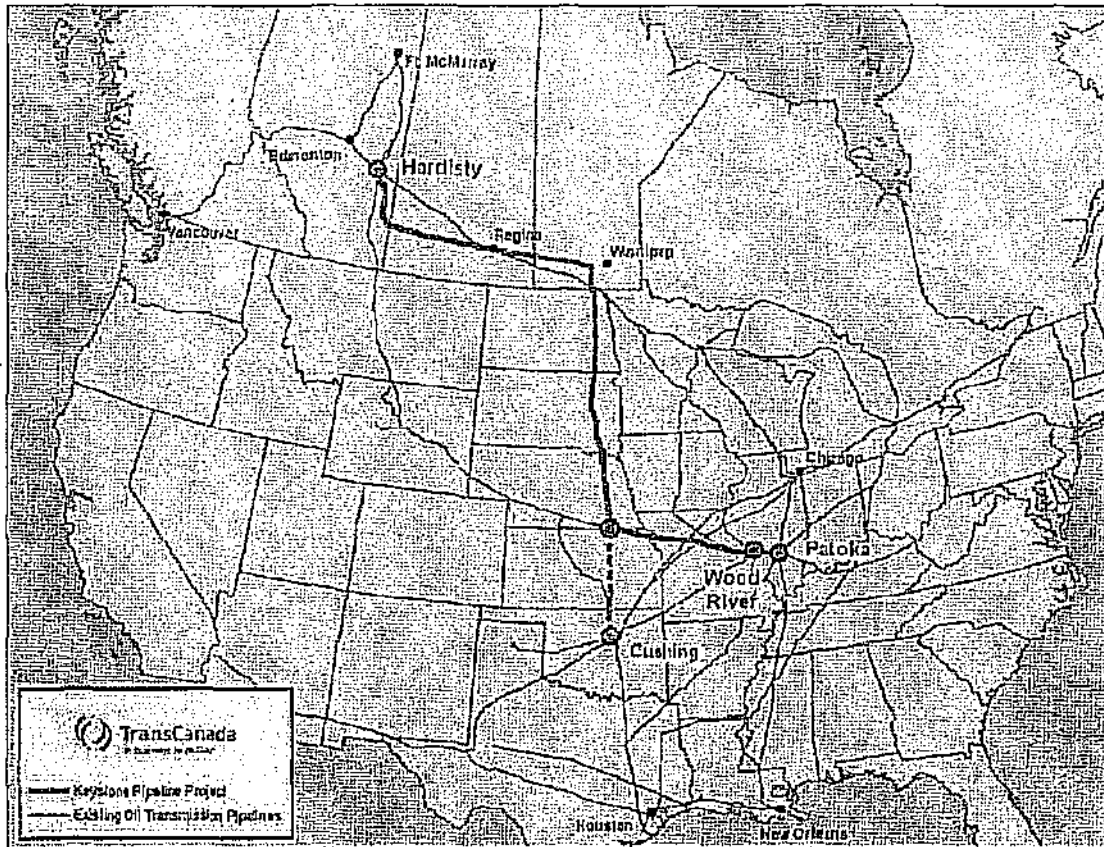 Ft McMurray
Edmonton
Hardisty
Vancouver
Regina
Winnipeg
Chicago
Patoka
Wood
River
Cushing
TransCanada
Keystone Pipeline Project
Existing Oil Transmission Pipelines
Houston
New Orleans